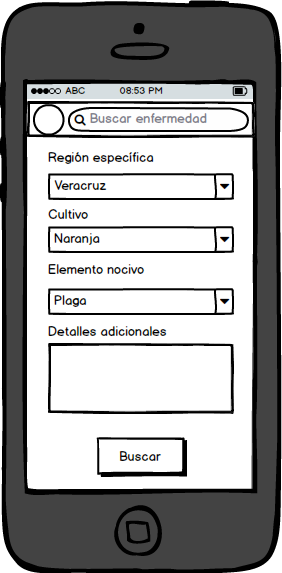 ABC 08:53 PM
Buscar enfermedad
Región específica
Veracruz
Cultivo
Naranja
Elemento nocivo
Plaga
Detalles adicionales
Buscar